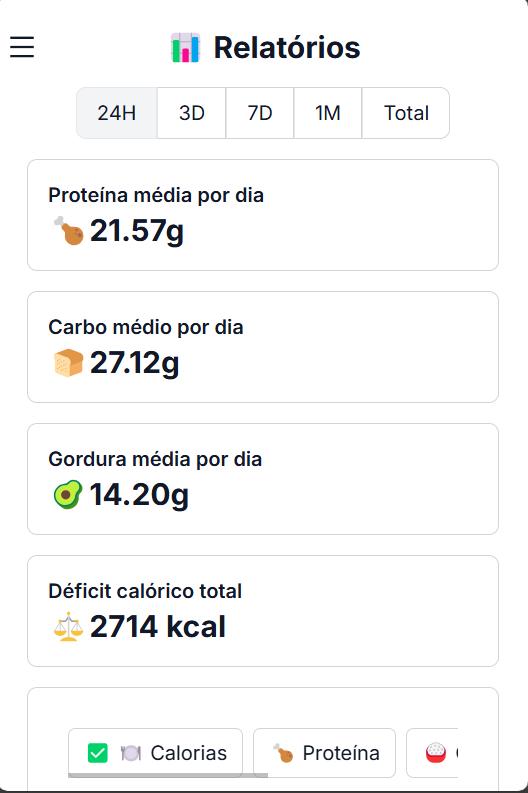 Relatórios
24H 3D 7D 1M Total
Proteína média por dia
21.57g
Carbo médio por dia
27.12g
Gordura média por dia
14.20g
Déficit calórico total
2714 kcal
Calorias Proteína